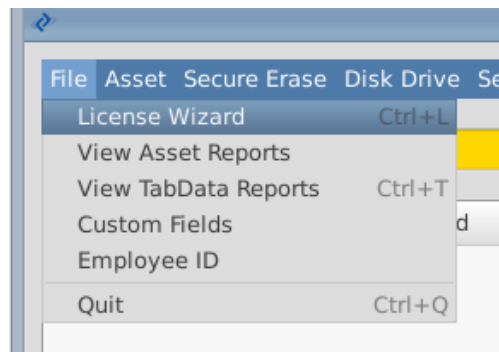 File Asset Secure Erase Disk Drive
License Wizard Ctrl+L
View Asset Reports
View TabData Reports Ctrl+T
Custom Fields
Employee ID
Quit Ctrl+Q